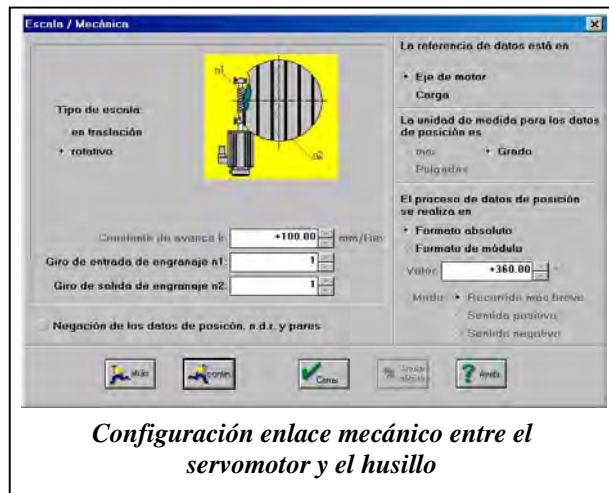 Escala / Mecánica
n1
n2
Tipo de escala:
en traslación
rotativo
Constante de avance k:
+100.00
mm/Rev
Giro de entrada de engranaje n1:
1
Giro de salida de engranaje n2:
1
Negación de los datos de posicón, n.d.r. y pares
La referencia de datos está en
Eje de motor
Carga
La unidad de medida para los datos
de posición es
mm
Grado
Pulgadas
El proceso de datos de posición
se realiza en
Formato absoluto
Formato de módulo
Valor:
+360.00
Modo:
Recorrido más breve
Sentido positivo
Sentido negativo
atrás
contin.
Cerrar
Ayuda
Configuración enlace mecánico entre el
servomotor y el husillo